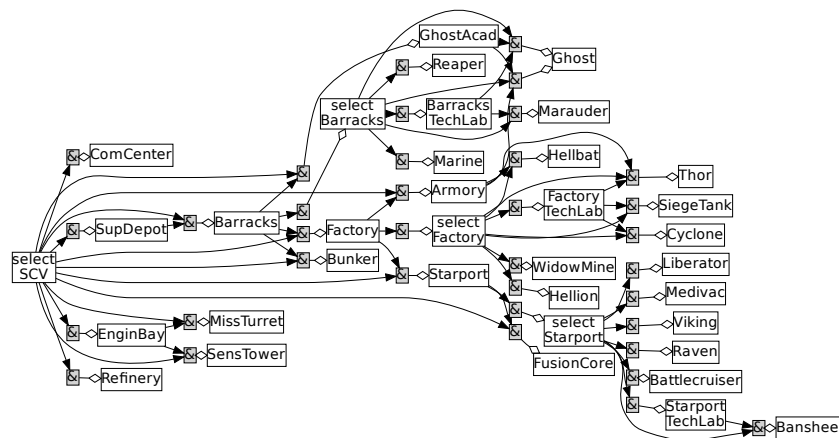 GhostAcad
&
Ghost
&
Reaper
&
select
Barracks
&
Barracks
TechLab
&
Marauder
&
ComCenter
&
Marine
&
Hellbat
&
Armory
&
Thor
&
SupDepot
&
Barracks
&
&
Factory
&
select
Factory
&
Factory
TechLab
&
SiegeTank
&
Cyclone
select
SCV
&
Bunker
&
Starport
&
WidowMine
&
Hellion
&
Liberator
&
Medivac
&
select
Starport
&
Viking
&
EnginBay
&
MissTurret
&
SensTower
&
FusionCore
&
Raven
&
Battlecruiser
&
Refinery
&
Starport
TechLab
&
Banshee